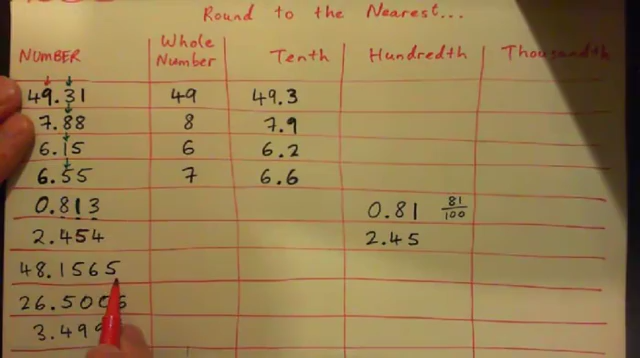 Round to the Nearest...
NUMBER Whole Number Tenth Hundredth Thousandth
49.31 49 49.3
7.88 8 7.9
6.15 6 6.2
6.55 7 6.6
0.813 0.81 81/100
2.454 2.45
48.1565
26.5006
3.499